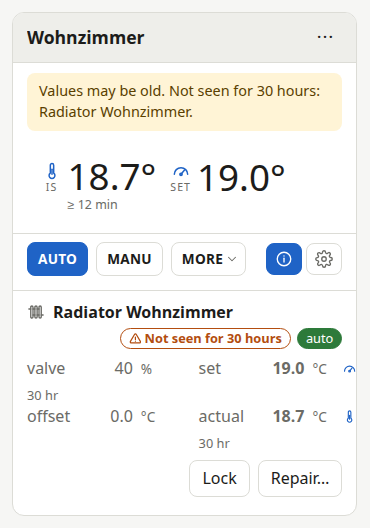 Wohnzimmer ...
Values may be old. Not seen for 30 hours:
Radiator Wohnzimmer.
IS 18.7° SET 19.0°
≥ 12 min
AUTO MANU MORE
Radiator Wohnzimmer
Not seen for 30 hours auto
valve 40 % set 19.0 °C
30 hr
offset 0.0 °C actual 18.7 °C
30 hr
Lock Repair...